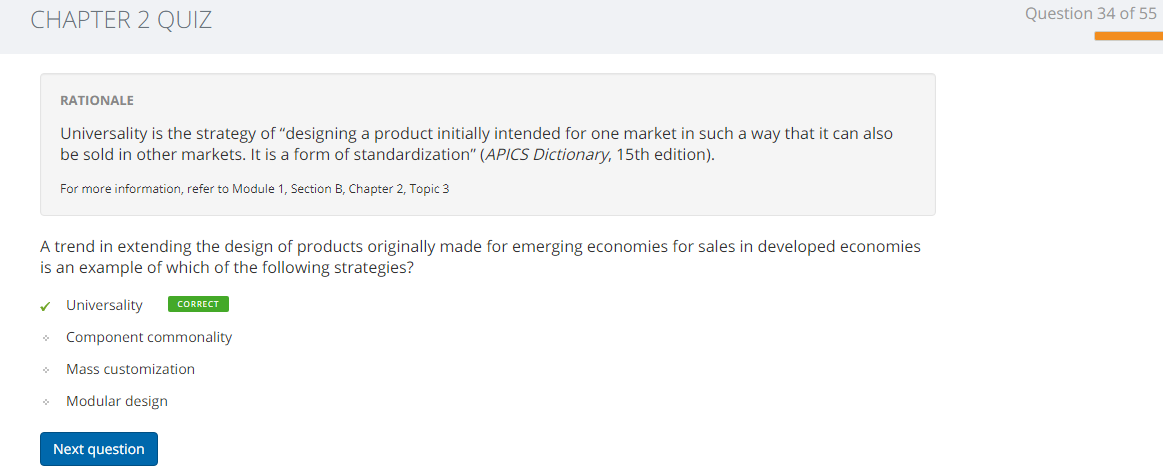 CHAPTER 2 QUIZ
Question 34 of 55
RATIONALE
Universality is the strategy of “designing a product initially intended for one market in such a way that it can also
be sold in other markets. It is a form of standardization” (APICS Dictionary, 15th edition).
For more information, refer to Module 1, Section B, Chapter 2, Topic 3
A trend in extending the design of products originally made for emerging economies for sales in developed economies
is an example of which of the following strategies?
Universality CORRECT
Component commonality
Mass customization
Modular design
Next question